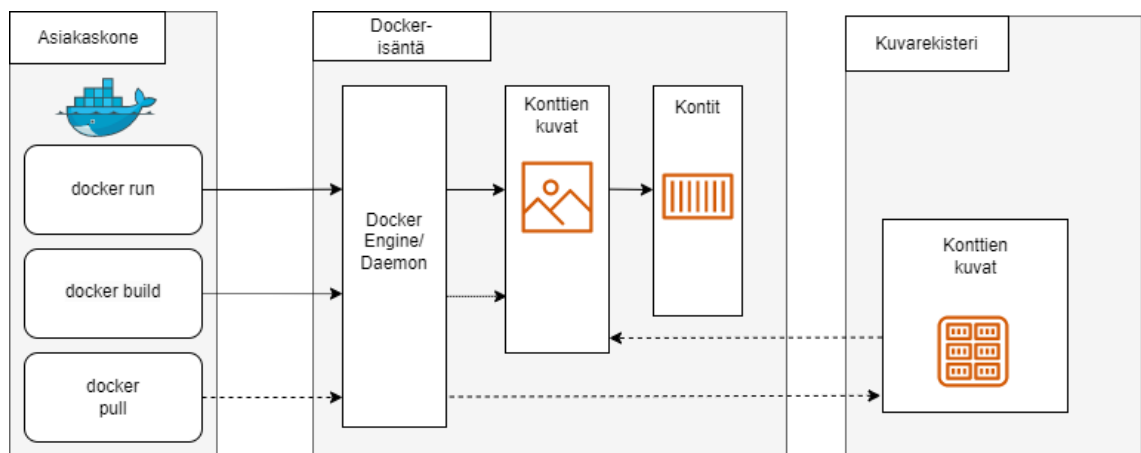 Asiakaskone
docker run
docker build
docker
pull
Docker-
isäntä
Docker
Engine/
Daemon
Konttien
kuvat
Kontit
Kuvarekisteri
Konttien
kuvat